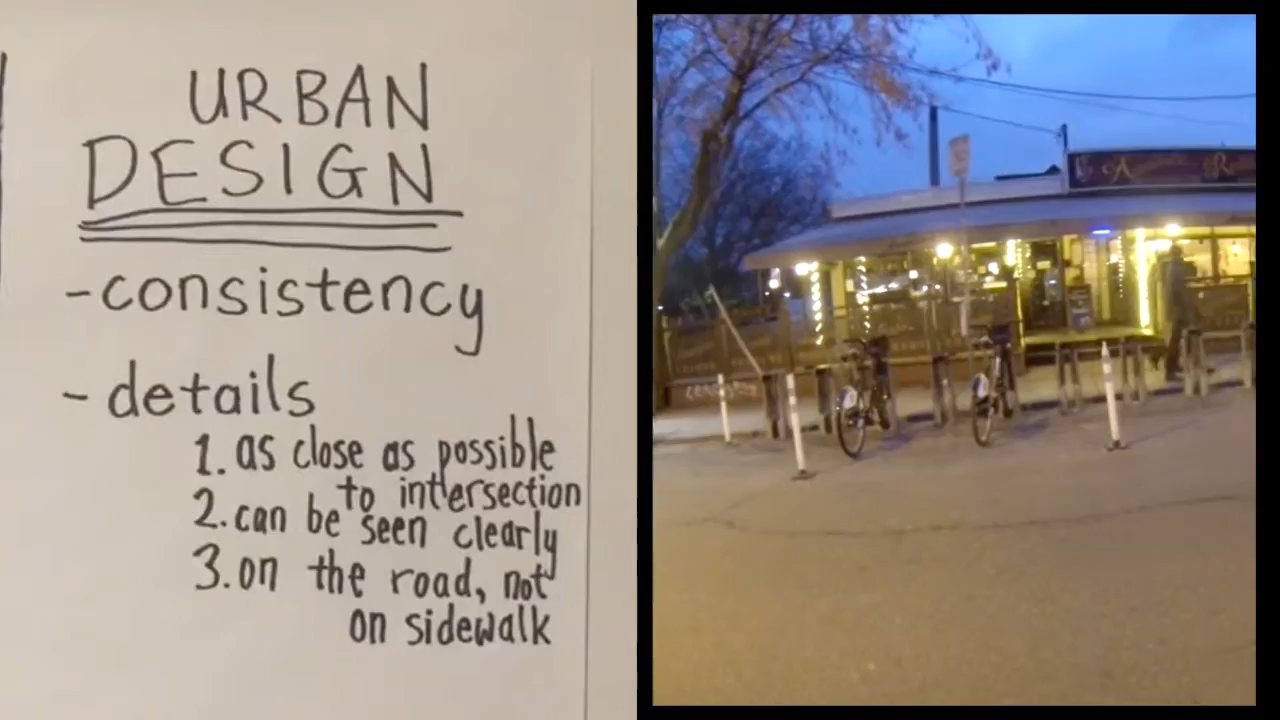 URBAN
DESIGN
-consistency
-details
1. as close as possible
to intersection
2. can be seen clearly
3. on the road, not
on sidewalk